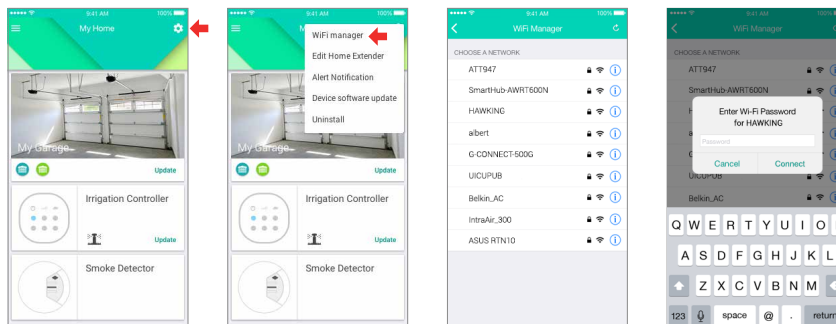 9:41 AM 100%
My Home
My Garage
Update
Irrigation Controller
Update
Smoke Detector
9:41 AM 100%
M
WiFi manager
Edit Home Extender
Alert Notification
Device software update
Uninstall
My Garage
Update
Irrigation Controller
Update
Smoke Detector
9:41 AM 100%
WiFi Manager
CHOOSE A NETWORK
ATT947
SmartHub-AWRT600N
HAWKING
albert
G-CONNECT-500G
UICUPUB
Belkin_AC
IntraAir_300
ASUS RTN10
9:41 AM 100%
WiFi Manager
CHOOSE A NETWORK
ATT947
SmartHub-AWRT600N
Enter Wi-Fi Password
for HAWKING
Password
Cancel Connect
UICUPUB
Belkin_AC
Q W E R T Y U I O
A S D F G H J K L
Z X C V B N M
123 space @ . return